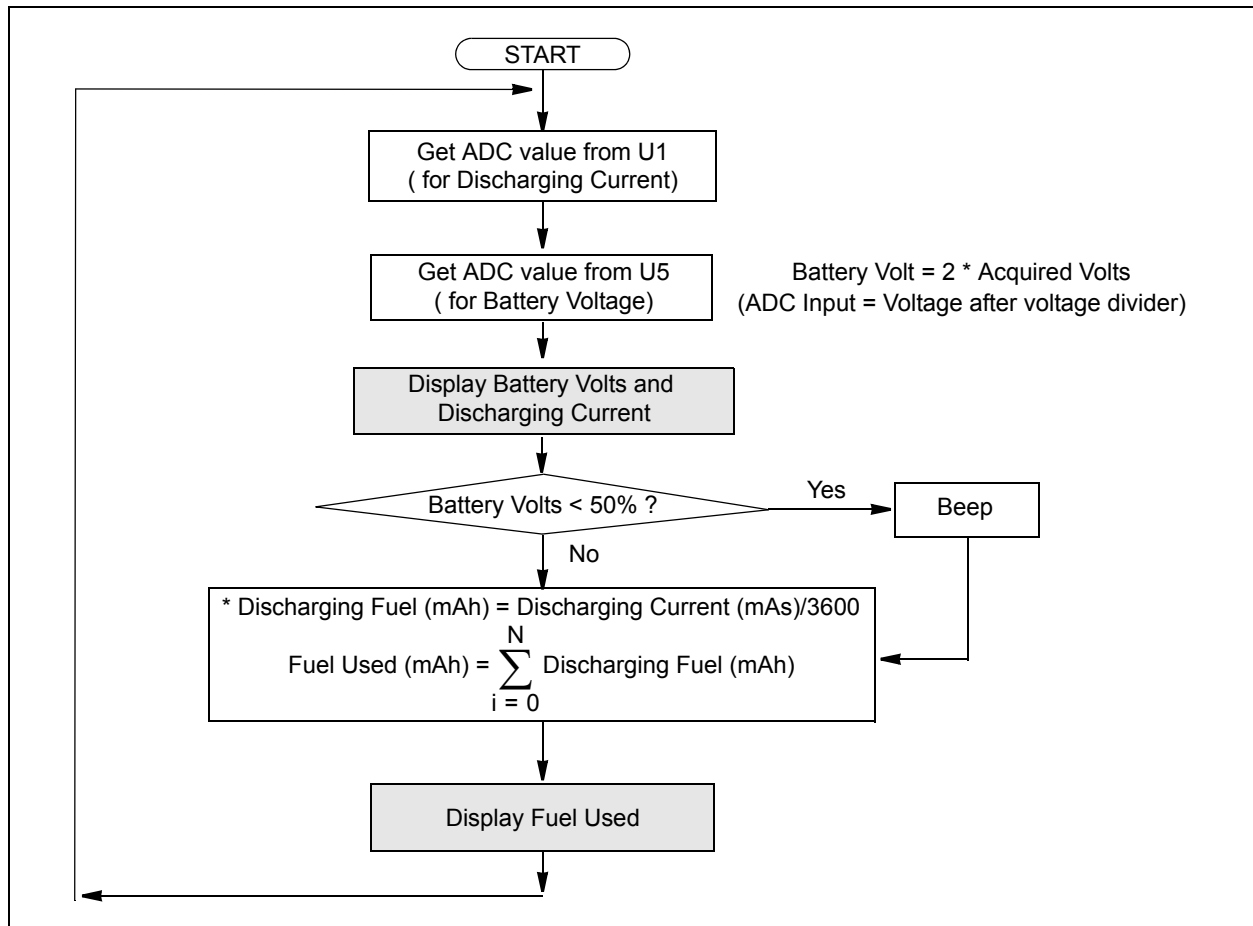 START
Get ADC value from U1
( for Discharging Current)
Get ADC value from U5
( for Battery Voltage)
Battery Volt = 2 * Acquired Volts
(ADC Input = Voltage after voltage divider)
Display Battery Volts and
Discharging Current
Battery Volts < 50% ?
Yes
Beep
No
* Discharging Fuel (mAh) = Discharging Current (mAs)/3600
N
Fuel Used (mAh) = ∑ Discharging Fuel (mAh)
i = 0
Display Fuel Used